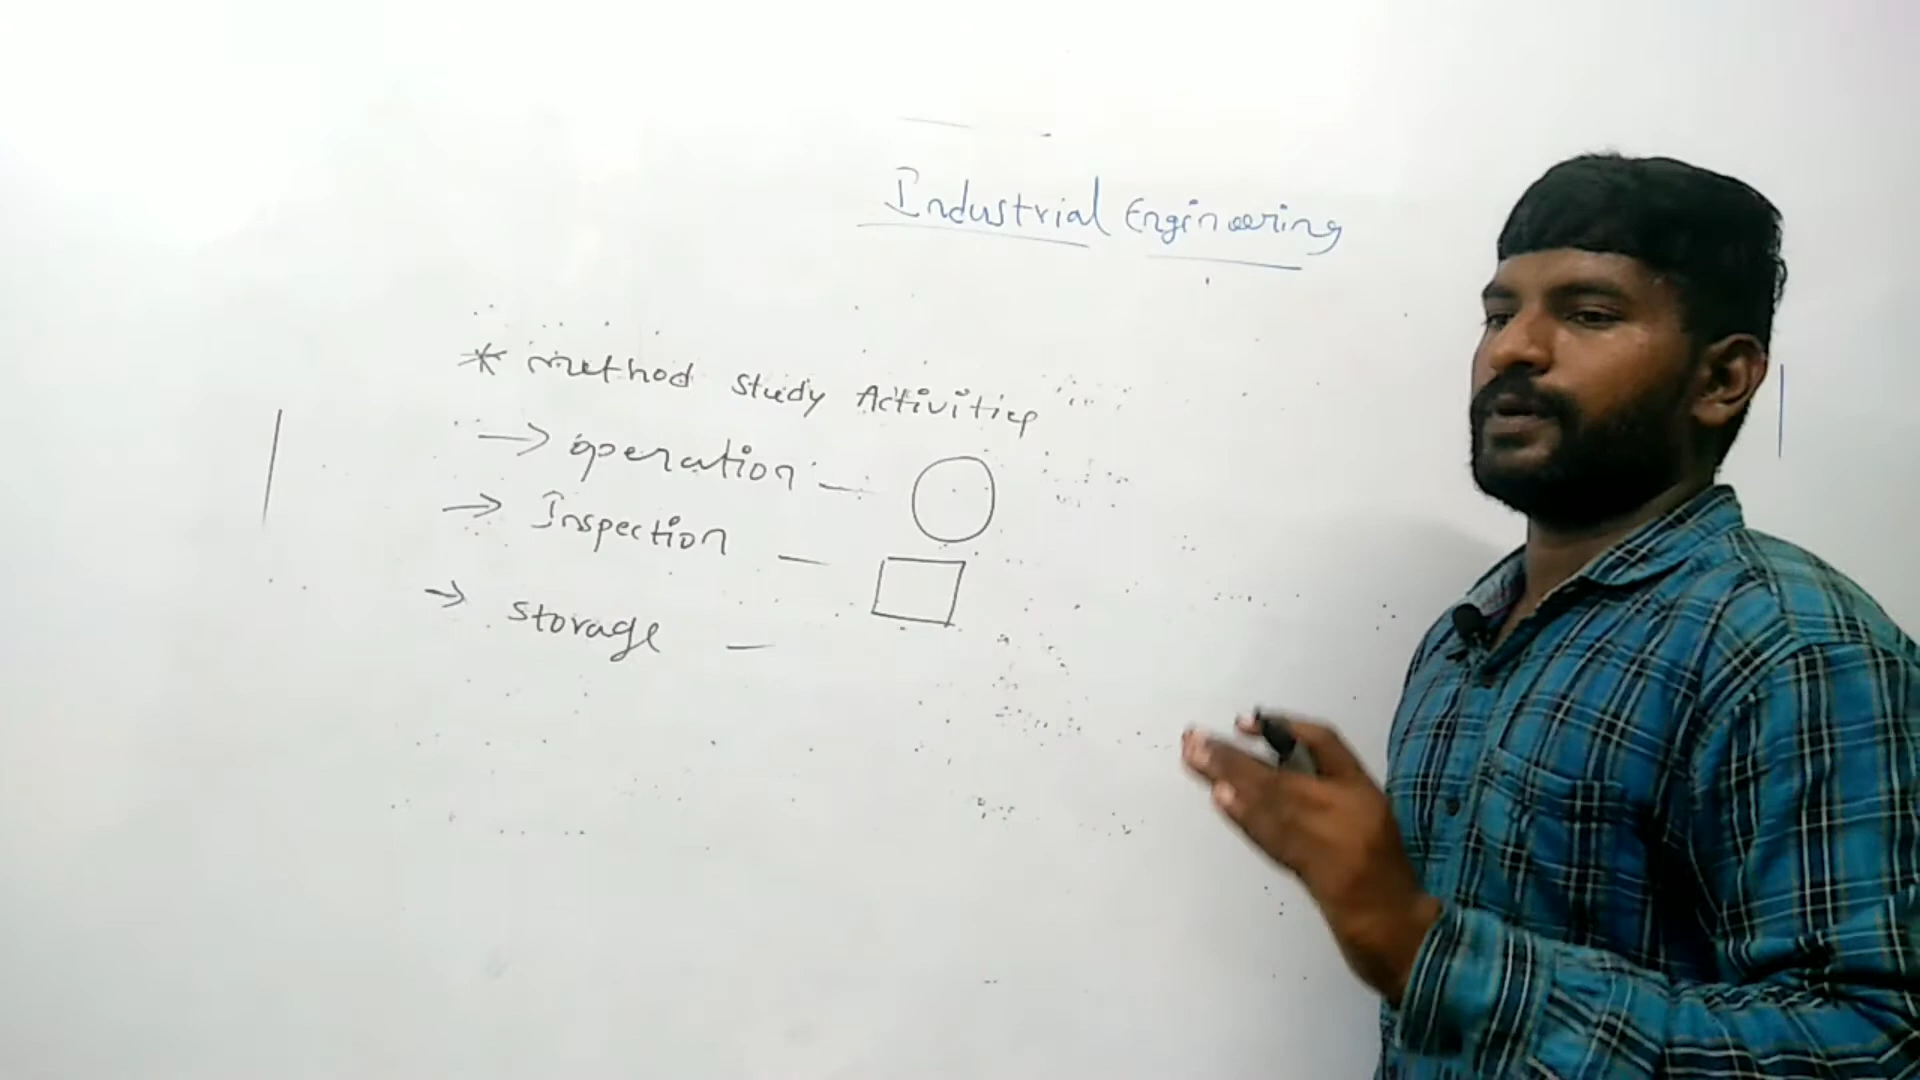 Industrial Engineering
* method study Activities
→ operation —
→ Inspection —
→ storage —